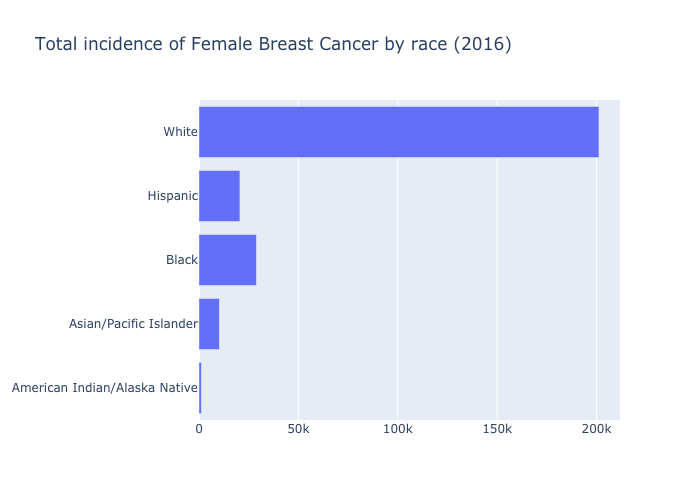 Total incidence of Female Breast Cancer by race (2016)
White
Hispanic
Black
Asian/Pacific Islander
American Indian/Alaska Native
0 50k 100k 150k 200k